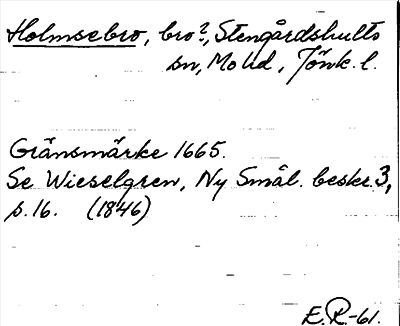 Holmsebro, bro?, Stengårdshults
sn, Mo hd, Jönk. l.
Gränsmärke 1665.
Se Wieselgren, Ny Smål. beskr. 3,
s. 16. (1846)
E.R.-61.